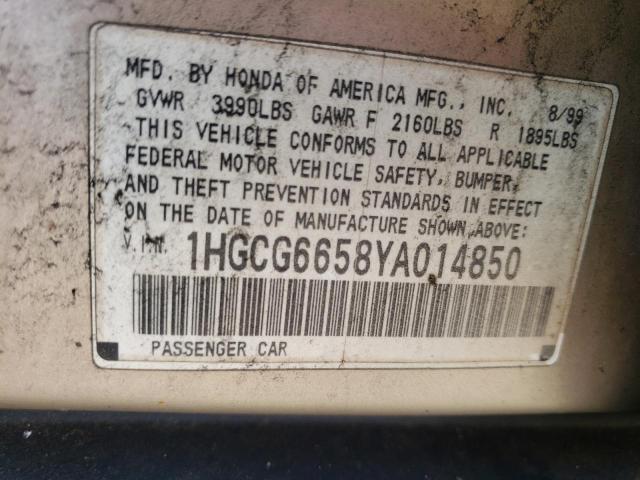 MFD. BY HONDA OF AMERICA MFG., INC. 8/99
GVWR 3990LBS GAWR F 2160LBS R 1895LBS
THIS VEHICLE CONFORMS TO ALL APPLICABLE
FEDERAL MOTOR VEHICLE SAFETY, BUMPER,
AND THEFT PREVENTION STANDARDS IN EFFECT
ON THE DATE OF MANUFACTURE SHOWN ABOVE:
V.I.N. 1HGCG6658YA014850
PASSENGER CAR